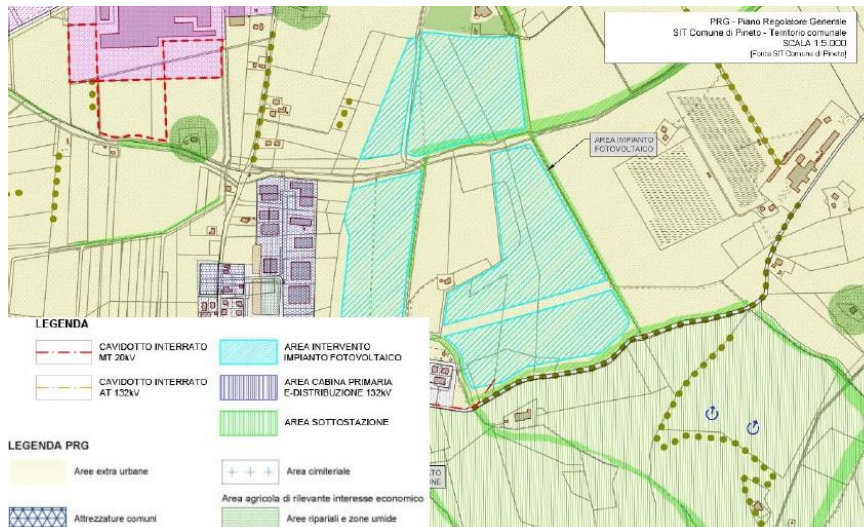 PRG - Piano Regolatore Generale
SIT Comune di Pineto - Territorio comunale
SCALA 1:5.000
(Fonte SIT Comune di Pineto)
AREA IMPIANTO
FOTOVOLTAICO
LEGENDA
CAVIDOTTO INTERRATO
MT 20kV
AREA INTERVENTO
IMPIANTO FOTOVOLTAICO
CAVIDOTTO INTERRATO
AT 132kV
AREA CABINA PRIMARIA
E-DISTRIBUZIONE 132kV
AREA SOTTOSTAZIONE
LEGENDA PRG
Aree extra urbane
Area cimiteriale
Area agricola di rilevante interesse economico
Attrezzature comuni
Aree ripariali e zone umide